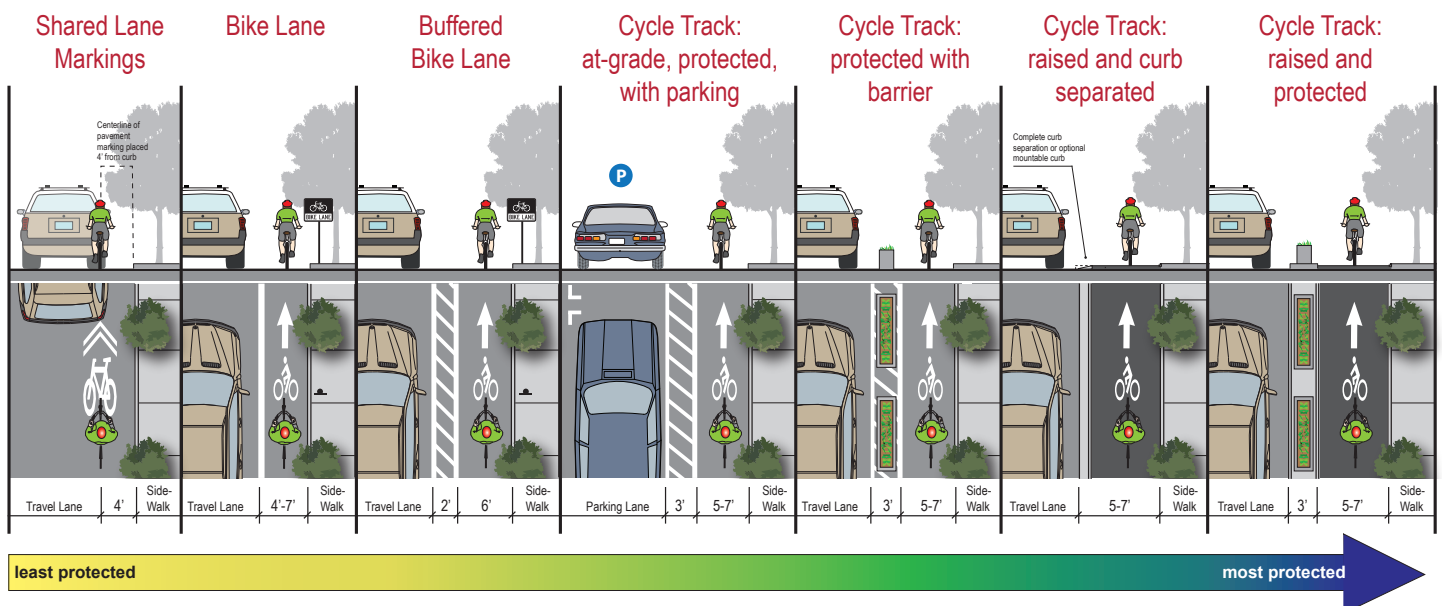 Shared Lane
Markings
Bike Lane
Buffered
Bike Lane
Cycle Track:
at-grade, protected,
with parking
Cycle Track:
protected with
barrier
Cycle Track:
raised and curb
separated
Cycle Track:
raised and
protected
Centerline of
pavement
marking placed
4' from curb
BIKE LANE
BIKE LANE
P
Complete curb
separation or optional
mountable curb
Travel Lane
4'
Side-
Walk
Travel Lane
4'-7'
Side-
Walk
Travel Lane
2'
6'
Side-
Walk
Parking Lane
3'
5-7'
Side-
Walk
Travel Lane
3'
5-7'
Side-
Walk
Travel Lane
5-7'
Side-
Walk
Travel Lane
3'
5-7'
Side-
Walk
least protected
most protected